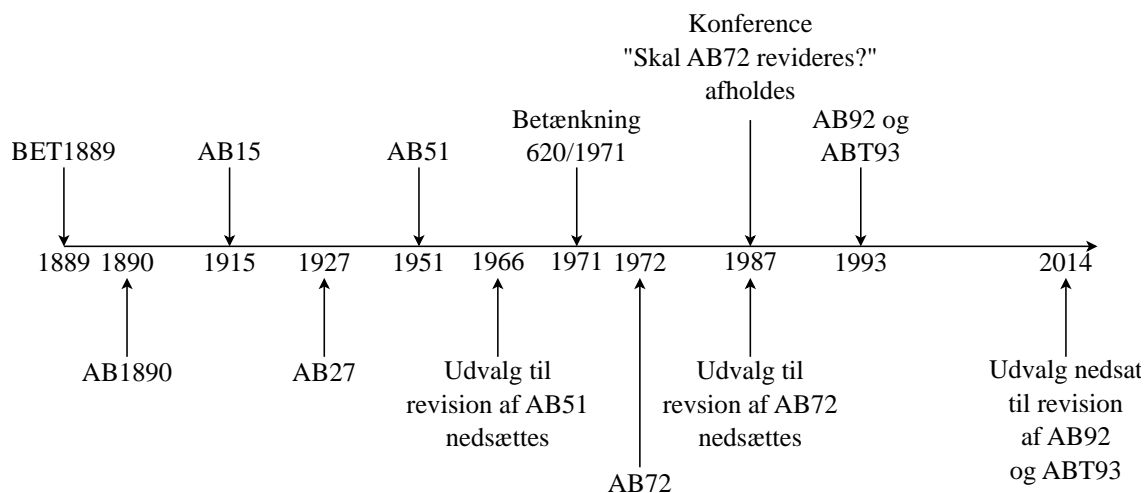 Konference
"Skal AB72 revideres?"
afholdes
BET1889
AB15
AB51
Betænkning
620/1971
AB92 og
ABT93
1889 1890 1915 1927 1951 1966 1971 1972 1987 1993 2014
AB1890
AB27
Udvalg til
revision af AB51
nedsættes
AB72
Udvalg til
revsion af AB72
nedsættes
Udvalg nedsat
til revision
af AB92
og ABT93